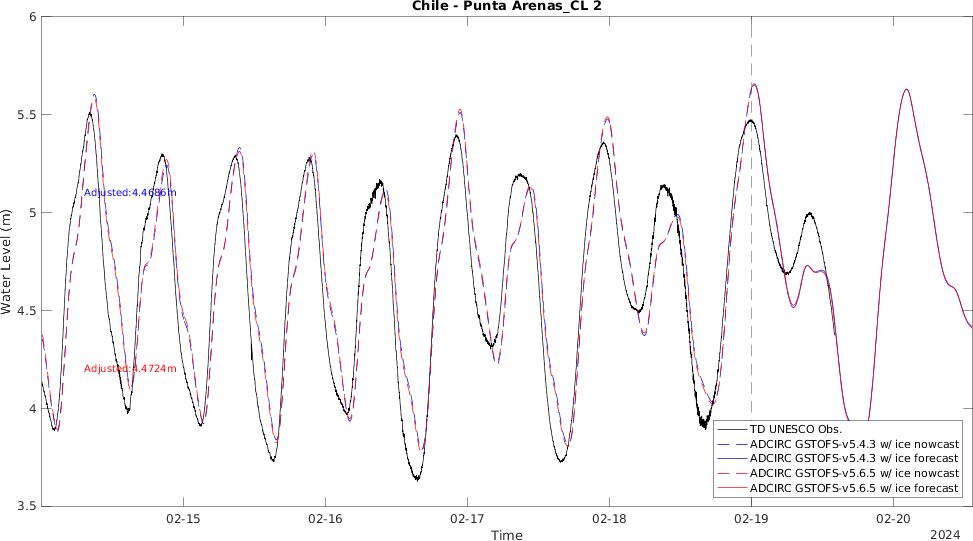 Chile - Punta Arenas_CL 2
6
5.5
5
4.5
4
3.5
Water Level (m)
Adjusted:4.4686m
Adjusted:4.4724m
TD UNESCO Obs.
ADCIRC GSTOFS-v5.4.3 w/ ice nowcast
ADCIRC GSTOFS-v5.4.3 w/ ice forecast
ADCIRC GSTOFS-v5.6.5 w/ ice nowcast
ADCIRC GSTOFS-v5.6.5 w/ ice forecast
02-15 02-16 02-17 02-18 02-19 02-20
Time
2024